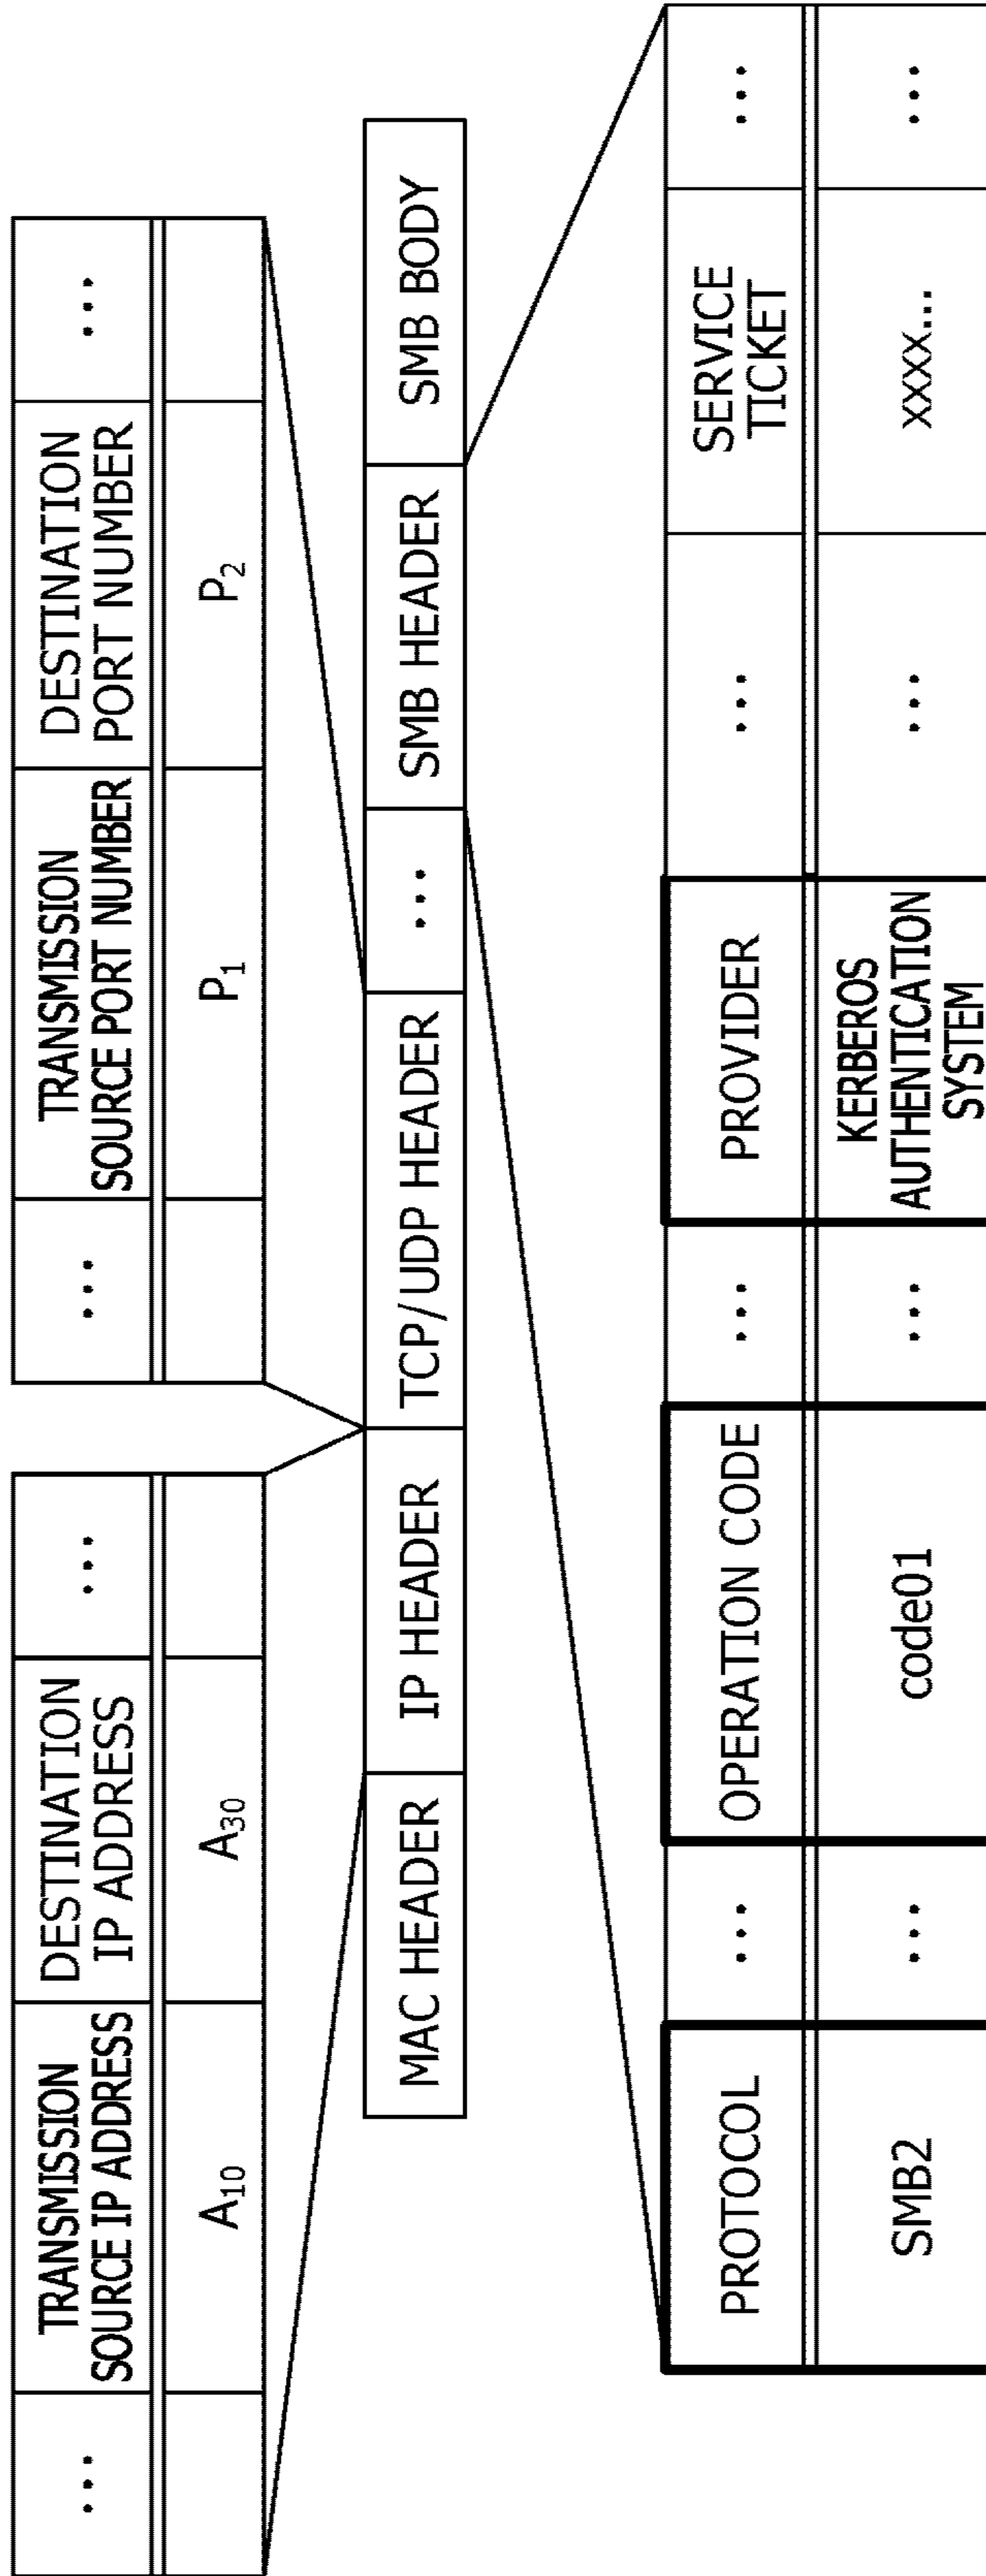 ...
TRANSMISSION
SOURCE IP ADDRESS
DESTINATION
IP ADDRESS
...
A10
A30
...
TRANSMISSION
SOURCE PORT NUMBER
DESTINATION
PORT NUMBER
...
P1
P2
MAC HEADER
IP HEADER
TCP/UDP HEADER
...
SMB HEADER
SMB BODY
PROTOCOL
...
OPERATION CODE
...
PROVIDER
...
SERVICE
TICKET
...
SMB2
...
code01
...
KERBEROS
AUTHENTICATION
SYSTEM
...
xxxx...
...